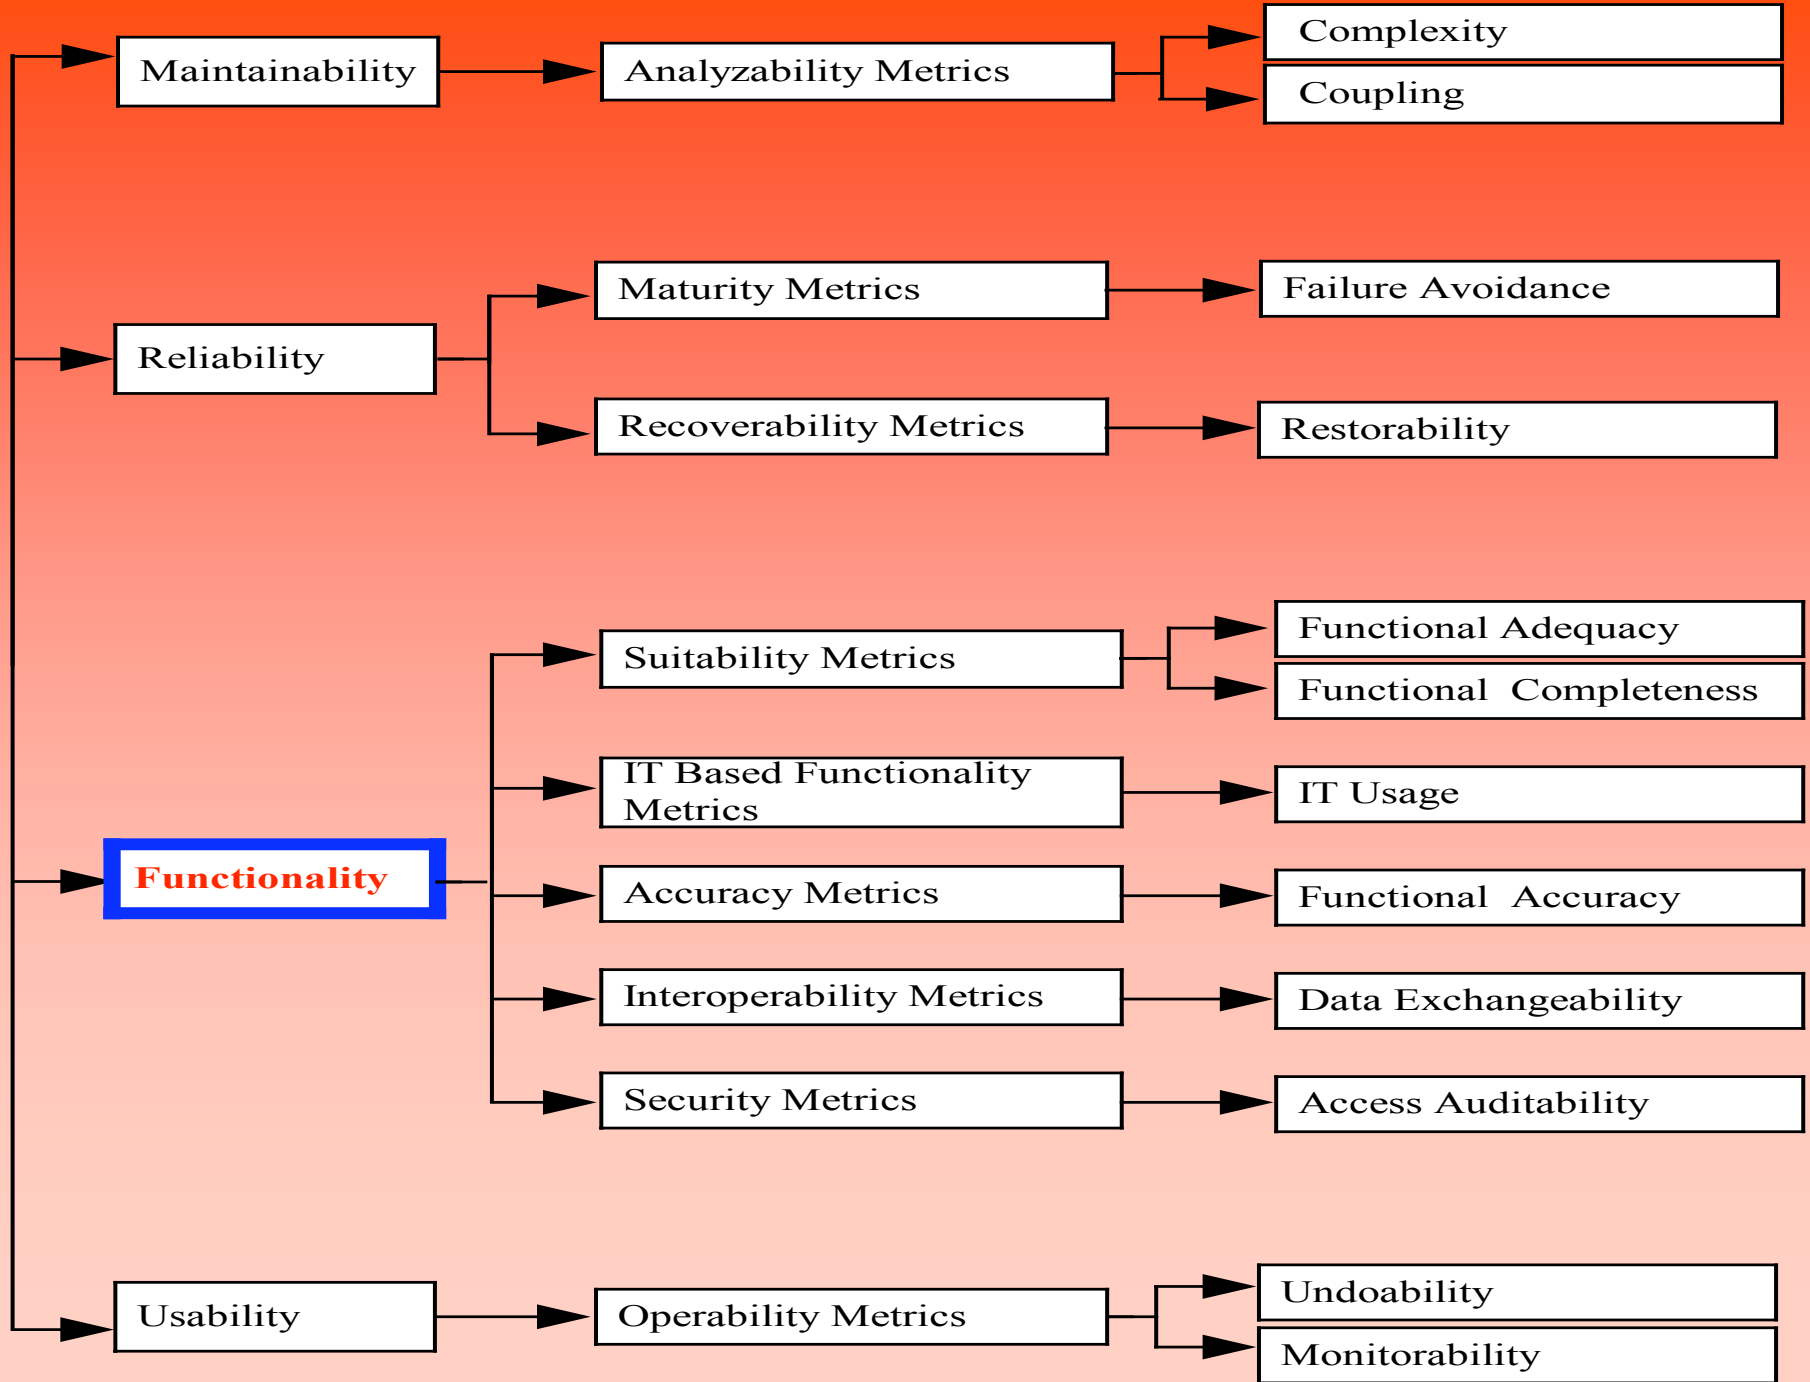 Maintainability
Analyzability Metrics
Complexity
Coupling
Reliability
Maturity Metrics
Failure Avoidance
Recoverability Metrics
Restorability
Functionality
Suitability Metrics
Functional Adequacy
Functional Completeness
IT Based Functionality
Metrics
IT Usage
Accuracy Metrics
Functional Accuracy
Interoperability Metrics
Data Exchangeability
Security Metrics
Access Auditability
Usability
Operability Metrics
Undoability
Monitorability